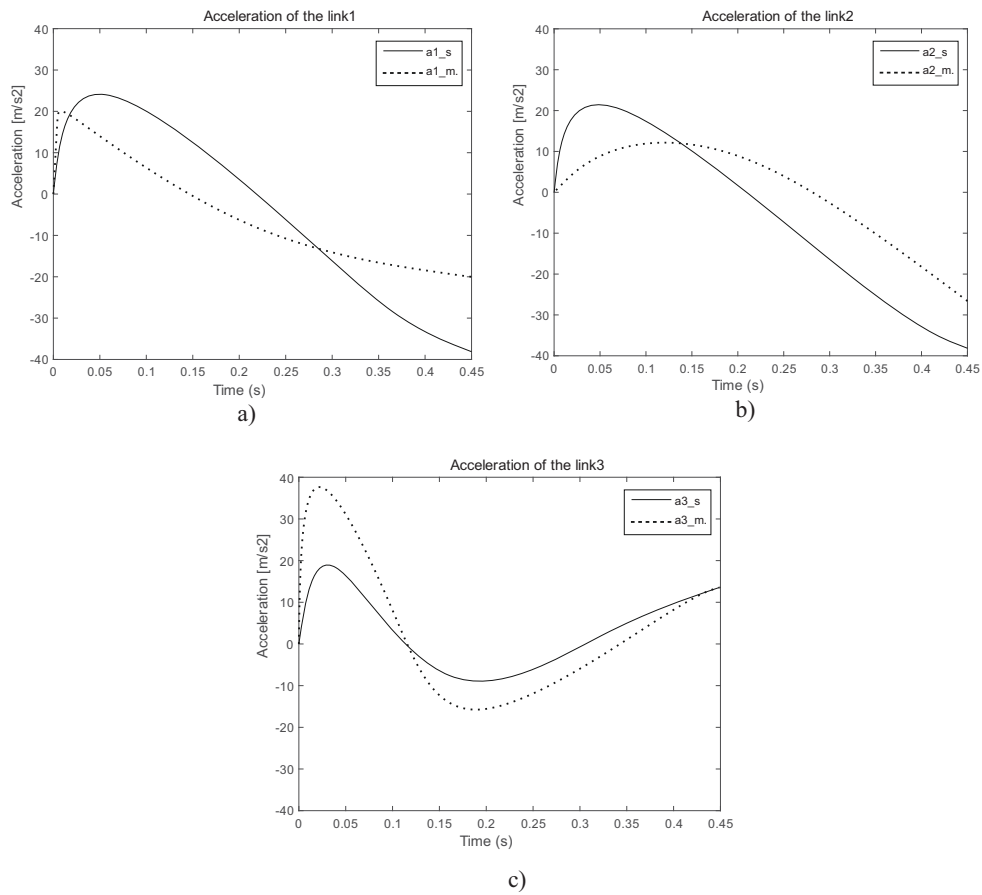 Acceleration of the link1
Acceleration [m/s2]
40
30
20
10
0
-10
-20
-30
-40
a1_s
a1_m.
0 0.05 0.1 0.15 0.2 0.25 0.3 0.35 0.4 0.45
Time (s)
a)
Acceleration of the link2
Acceleration [m/s2]
40
30
20
10
0
-10
-20
-30
-40
a2_s
a2_m.
0 0.05 0.1 0.15 0.2 0.25 0.3 0.35 0.4 0.45
Time (s)
b)
Acceleration of the link3
Acceleration [m/s2]
40
30
20
10
0
-10
-20
-30
-40
a3_s
a3_m.
0 0.05 0.1 0.15 0.2 0.25 0.3 0.35 0.4 0.45
Time (s)
c)